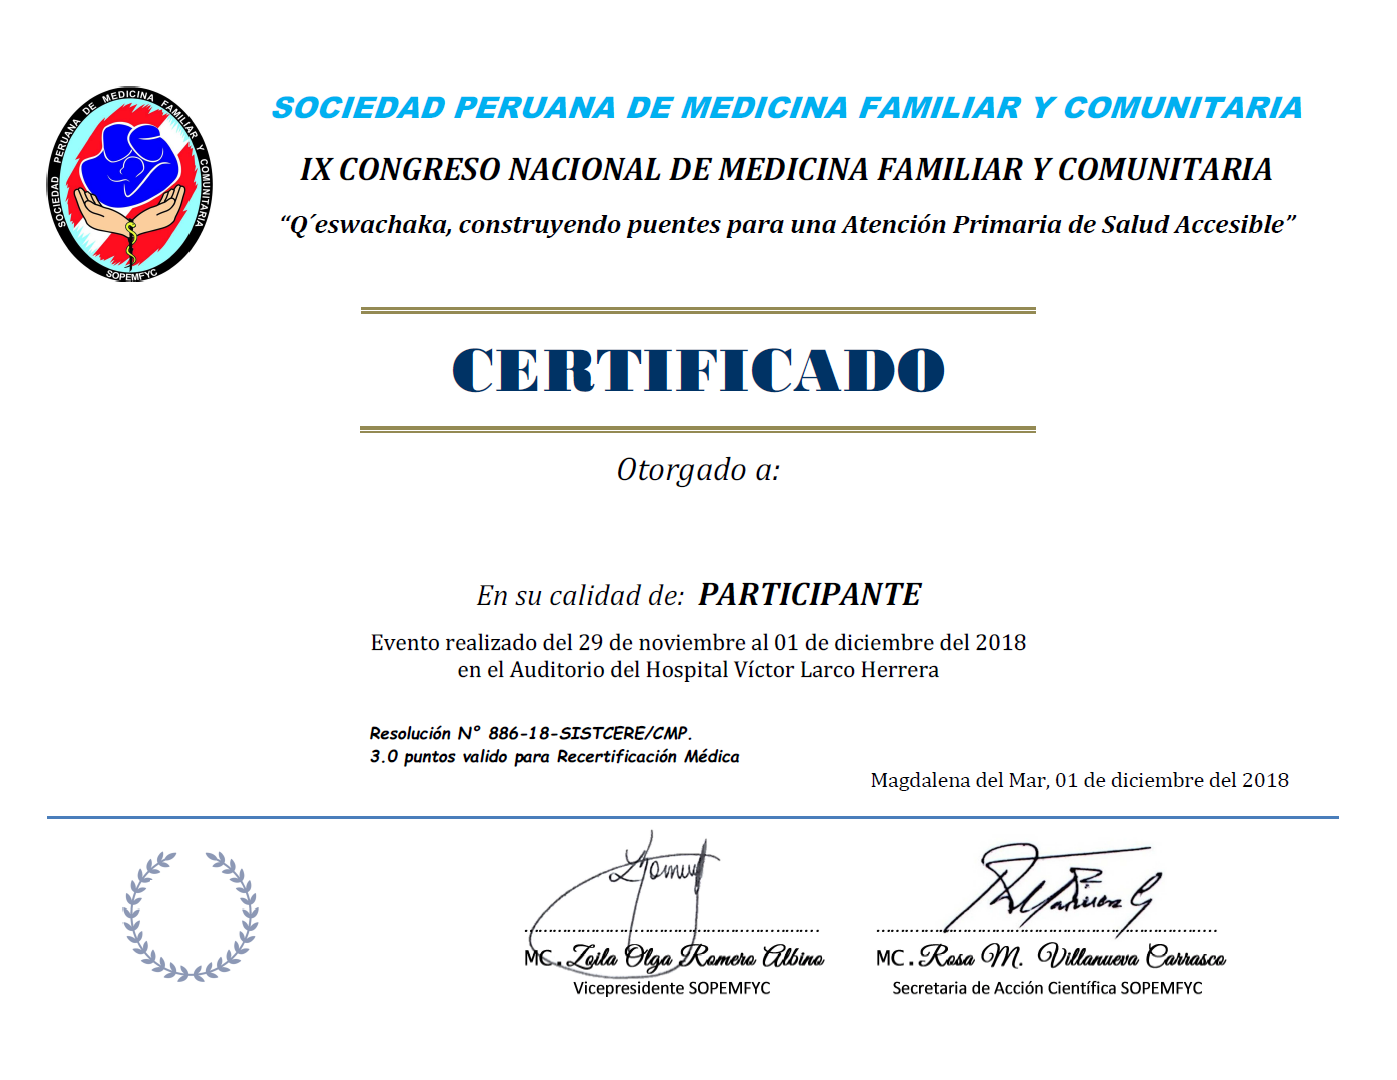 SOCIEDAD PERUANA DE MEDICINA FAMILIAR Y COMUNITARIA
SOPEMFYC
SOCIEDAD PERUANA DE MEDICINA FAMILIAR Y COMUNITARIA
IX CONGRESO NACIONAL DE MEDICINA FAMILIAR Y COMUNITARIA
“Q´eswachaka, construyendo puentes para una Atención Primaria de Salud Accesible”
CERTIFICADO
Otorgado a:
En su calidad de: PARTICIPANTE
Evento realizado del 29 de noviembre al 01 de diciembre del 2018
en el Auditorio del Hospital Víctor Larco Herrera
Resolución N° 886-18-SISTCERE/CMP.
3.0 puntos valido para Recertificación Médica
Magdalena del Mar, 01 de diciembre del 2018
MC. Zoila Olga Romero Albino
Vicepresidente SOPEMFYC
MC. Rosa M. Villanueva Carrasco
Secretaria de Acción Científica SOPEMFYC